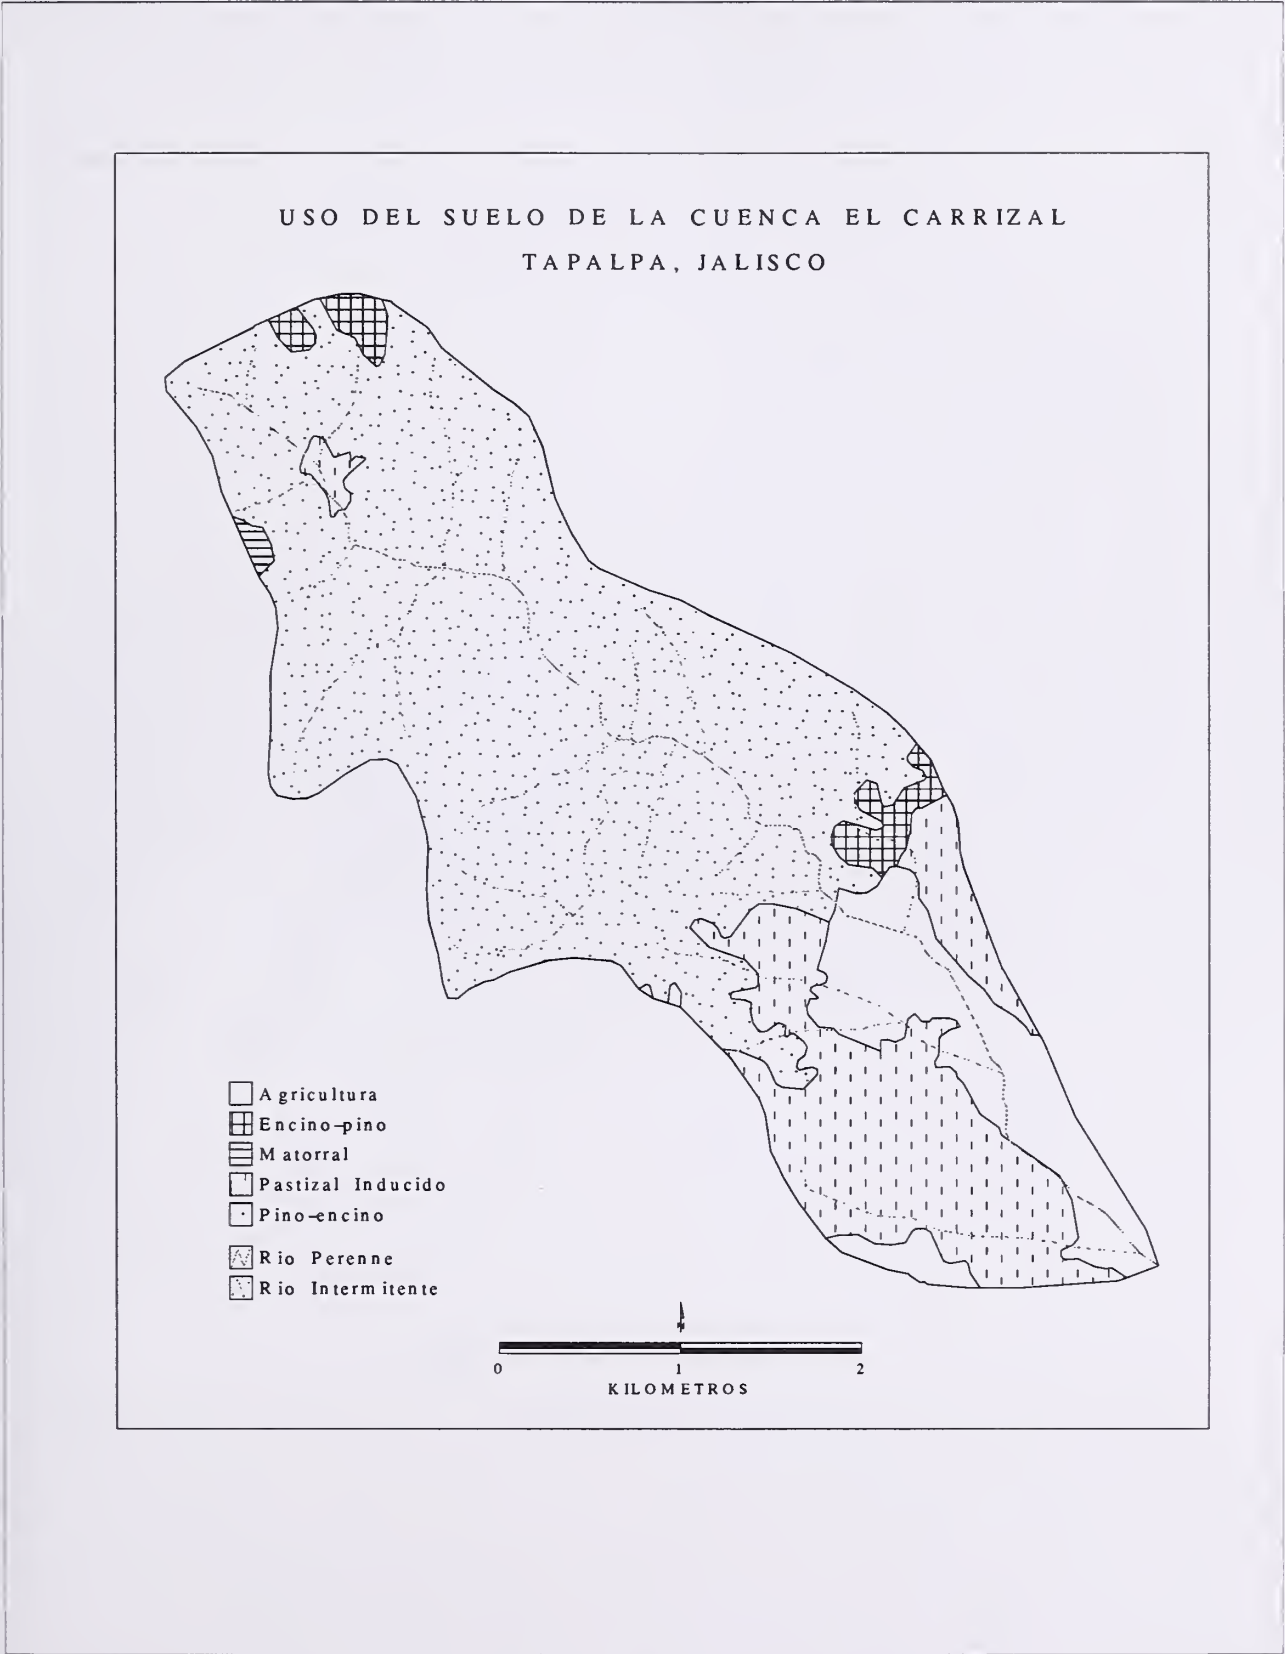 USO DEL SUELO DE LA CUENCA EL CARRIZAL
TAPALPA, JALISCO
Agricultura
Encino-pino
Matorral
Pastizal Inducido
Pino-encino
Rio Perenne
Rio Intermitente
0 1 2
KILOMETROS